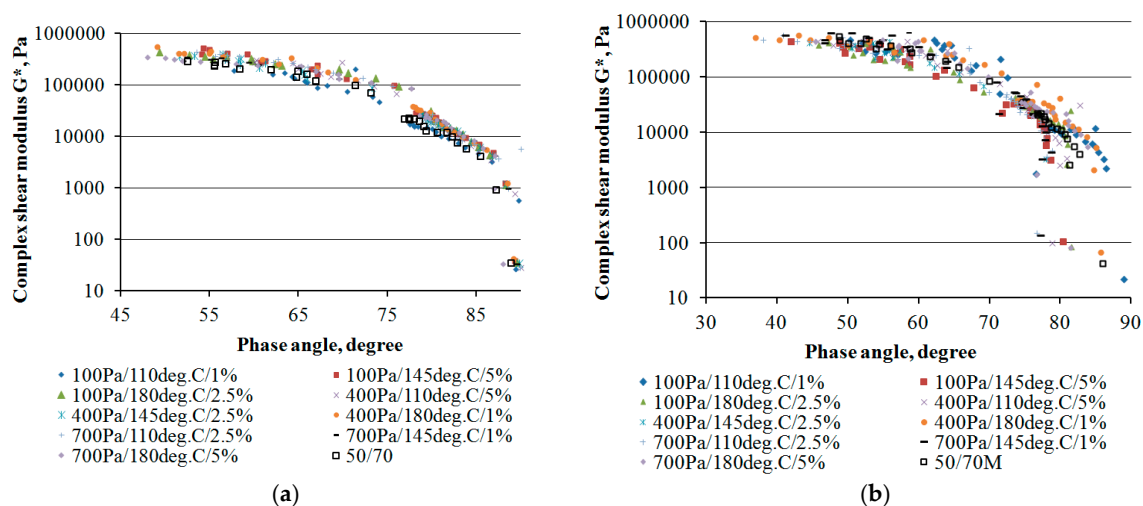 Complex shear modulus G*, Pa
1000000
100000
10000
1000
100
10
45 55 65 75 85
Phase angle, degree
100Pa/110deg.C/1% 100Pa/145deg.C/5%
100Pa/180deg.C/2.5% 400Pa/110deg.C/5%
400Pa/145deg.C/2.5% 400Pa/180deg.C/1%
700Pa/110deg.C/2.5% 700Pa/145deg.C/1%
700Pa/180deg.C/5% 50/70
(a)
Complex shear modulus G*, Pa
1000000
100000
10000
1000
100
10
30 40 50 60 70 80 90
Phase angle, degree
100Pa/110deg.C/1% 100Pa/145deg.C/5%
100Pa/180deg.C/2.5% 400Pa/110deg.C/5%
400Pa/145deg.C/2.5% 400Pa/180deg.C/1%
700Pa/110deg.C/2.5% 700Pa/145deg.C/1%
700Pa/180deg.C/5% 50/70M
(b)